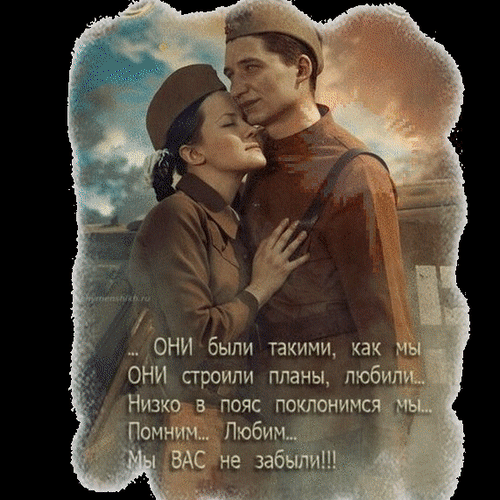 ... ОНИ были такими, как мы
ОНИ строили планы, любили...
Низко в пояс поклонимся мы...
Помним... Любим...
Мы ВАС не забыли!!!